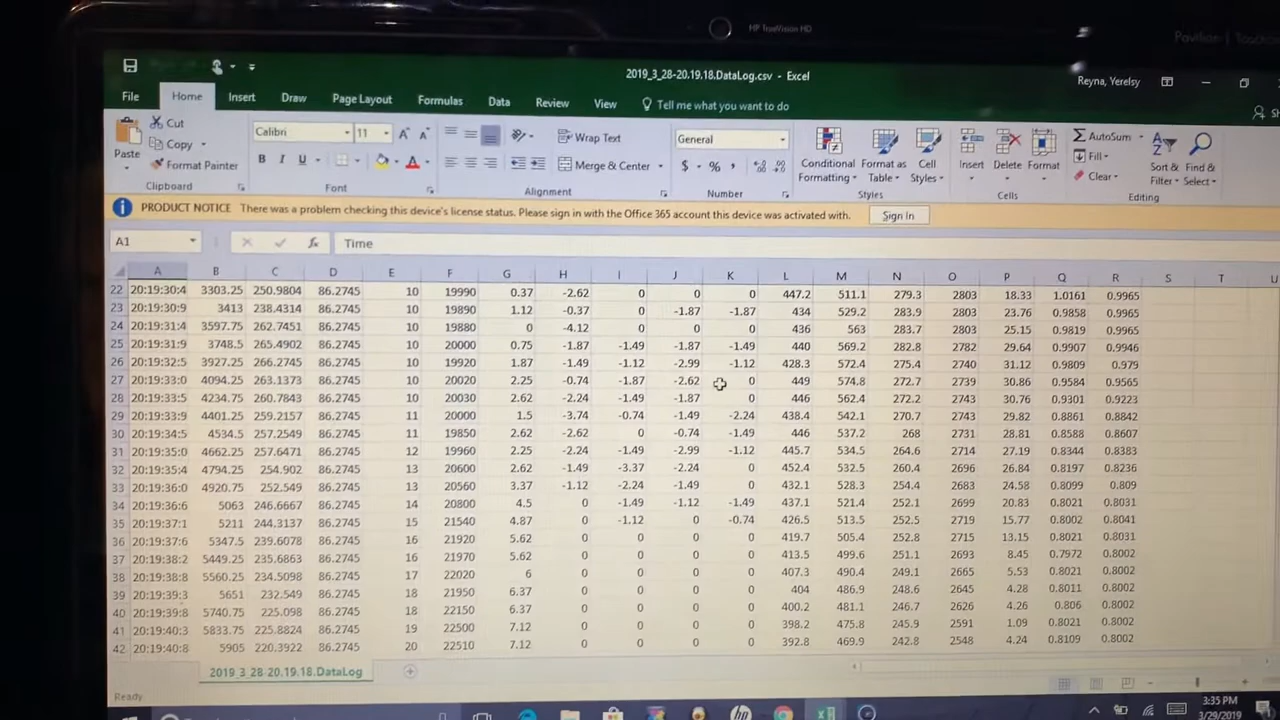 HP TrueVision HD
Pavilion
2019_3_28-20.19.18.DataLog.csv - Excel
Reyna, Yerelsy
File Home Insert Draw Page Layout Formulas Data Review View Tell me what you want to do
Cut
Copy
Format Painter
Paste
Clipboard
Calibri 11
B I U
Font
Wrap Text
Merge & Center
Alignment
General
$ % ,
Number
Conditional Formatting
Format as Table
Cell Styles
Styles
Insert Delete Format
Cells
AutoSum
Fill
Clear
Sort & Filter
Find & Select
Editing
PRODUCT NOTICE There was a problem checking this device's license status. Please sign in with the Office 365 account this device was activated with. Sign In
A1 fx Time
A B C D E F G H I J K L M N O P Q R S T U
22 20:19:30:4 3303.25 250.9804 86.2745 10 19990 0.37 -2.62 0 0 0 447.2 511.1 279.3 2803 18.33 1.0161 0.9965
23 20:19:30:9 3413 238.4314 86.2745 10 19890 1.12 -0.37 0 -1.87 -1.87 434 529.2 283.9 2803 23.76 0.9858 0.9965
24 20:19:31:4 3597.75 262.7451 86.2745 10 19880 0 -4.12 0 0 0 436 563 283.7 2803 25.15 0.9819 0.9965
25 20:19:31:9 3748.5 265.4902 86.2745 10 20000 0.75 -1.87 -1.49 -1.87 -1.49 440 569.2 282.8 2782 29.64 0.9907 0.9946
26 20:19:32:5 3927.25 266.2745 86.2745 10 19920 1.87 -1.49 -1.12 -2.99 -1.12 428.3 572.4 275.4 2740 31.12 0.9809 0.979
27 20:19:33:0 4094.25 263.1373 86.2745 10 20020 2.25 -0.74 -1.87 -2.62 0 449 574.8 272.7 2739 30.86 0.9584 0.9565
28 20:19:33:5 4234.75 260.7843 86.2745 10 20030 2.62 -2.24 -1.49 -1.87 0 446 562.4 272.2 2743 30.76 0.9301 0.9223
29 20:19:33:9 4401.25 259.2157 86.2745 11 20000 1.5 -3.74 -0.74 -1.49 -2.24 438.4 542.1 270.7 2743 29.82 0.8861 0.8842
30 20:19:34:5 4534.5 257.2549 86.2745 11 19850 2.62 -2.62 0 -0.74 -1.49 446 537.2 268 2731 28.81 0.8588 0.8607
31 20:19:35:0 4662.25 257.6471 86.2745 12 19960 2.25 -2.24 -1.49 -2.99 -1.12 445.7 534.5 264.6 2714 27.19 0.8344 0.8383
32 20:19:35:4 4794.25 254.902 86.2745 13 20600 2.62 -1.49 -3.37 -2.24 0 452.4 532.5 260.4 2696 26.84 0.8197 0.8236
33 20:19:36:0 4920.75 252.549 86.2745 13 20560 3.37 -1.12 -2.24 -1.49 0 432.1 528.3 254.4 2683 24.58 0.8099 0.809
34 20:19:36:6 5063 246.6667 86.2745 14 20800 4.5 0 -1.49 -1.12 -1.49 437.1 521.4 252.1 2699 20.83 0.8021 0.8031
35 20:19:37:1 5211 244.3137 86.2745 15 21540 4.87 0 -1.12 0 -0.74 426.5 513.5 252.5 2719 15.77 0.8002 0.8041
36 20:19:37:6 5347.5 239.6078 86.2745 16 21920 5.62 0 0 0 0 419.7 505.4 252.8 2715 13.15 0.8021 0.8031
37 20:19:38:2 5449.25 235.6863 86.2745 16 21970 5.62 0 0 0 0 413.5 499.6 251.1 2693 8.45 0.7972 0.8002
38 20:19:38:8 5560.25 234.5098 86.2745 17 22020 6 0 0 0 0 407.3 490.4 249.1 2665 5.53 0.8021 0.8002
39 20:19:39:3 5651 232.549 86.2745 18 21950 6.37 0 0 0 0 404 486.9 248.6 2645 4.28 0.8011 0.8002
40 20:19:39:8 5740.75 225.098 86.2745 18 22150 6.37 0 0 0 0 400.2 481.1 246.7 2626 4.26 0.806 0.8002
41 20:19:40:3 5833.75 225.8824 86.2745 19 22500 7.12 0 0 0 0 398.2 475.8 245.9 2591 1.09 0.8021 0.8002
42 20:19:40:8 5905 220.3922 86.2745 20 22510 7.12 0 0 0 0 392.8 469.9 242.8 2548 4.24 0.8109 0.8002
2019_3_28-20.19.18.DataLog
Ready
3:35 PM
3/29/2019